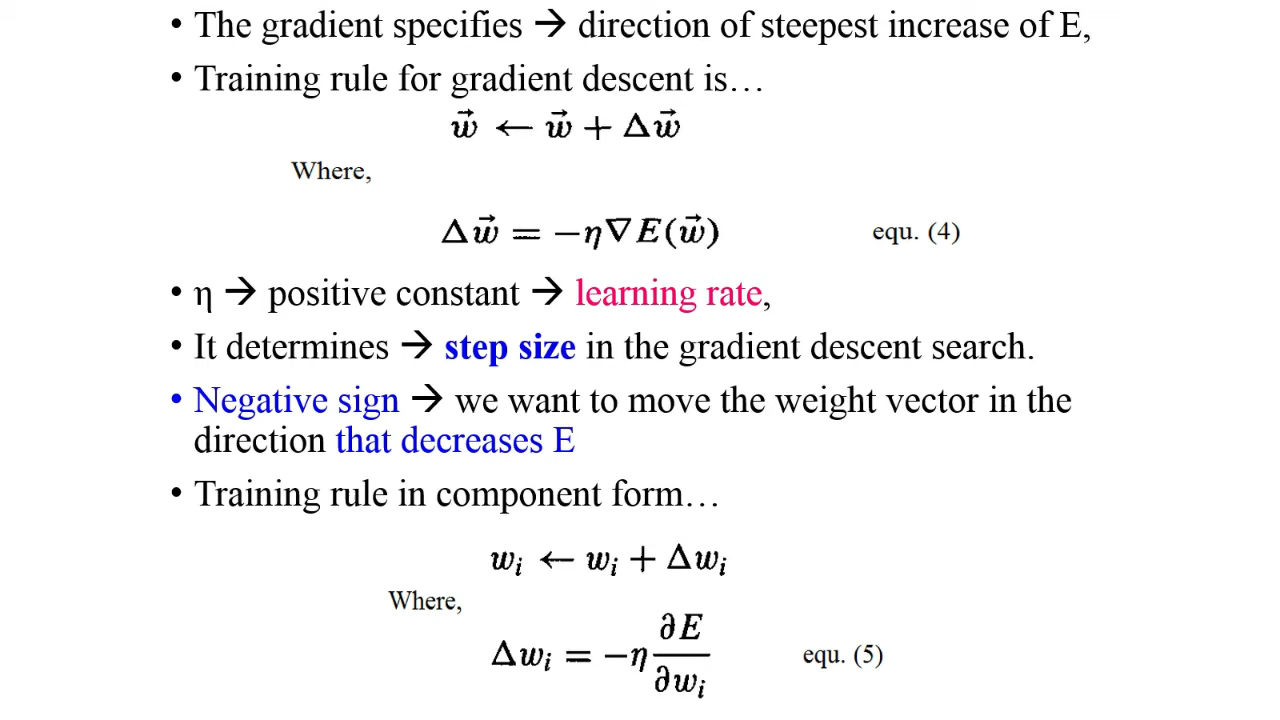 • The gradient specifies → direction of steepest increase of E,
• Training rule for gradient descent is…
w⃗ ← w⃗ + Δw⃗
Where,
Δw⃗ = −η∇E(w⃗) equ. (4)
• η → positive constant → learning rate,
• It determines → step size in the gradient descent search.
• Negative sign → we want to move the weight vector in the
direction that decreases E
• Training rule in component form…
wᵢ ← wᵢ + Δwᵢ
Where,
Δwᵢ = −η ∂E/∂wᵢ equ. (5)